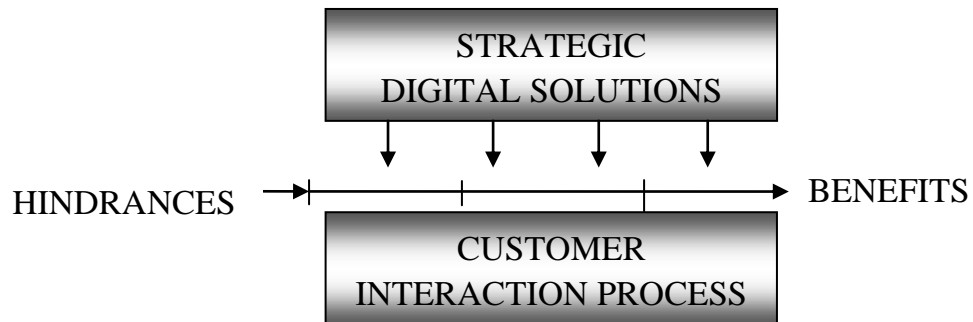 STRATEGIC
DIGITAL SOLUTIONS
HINDRANCES
BENEFITS
CUSTOMER
INTERACTION PROCESS